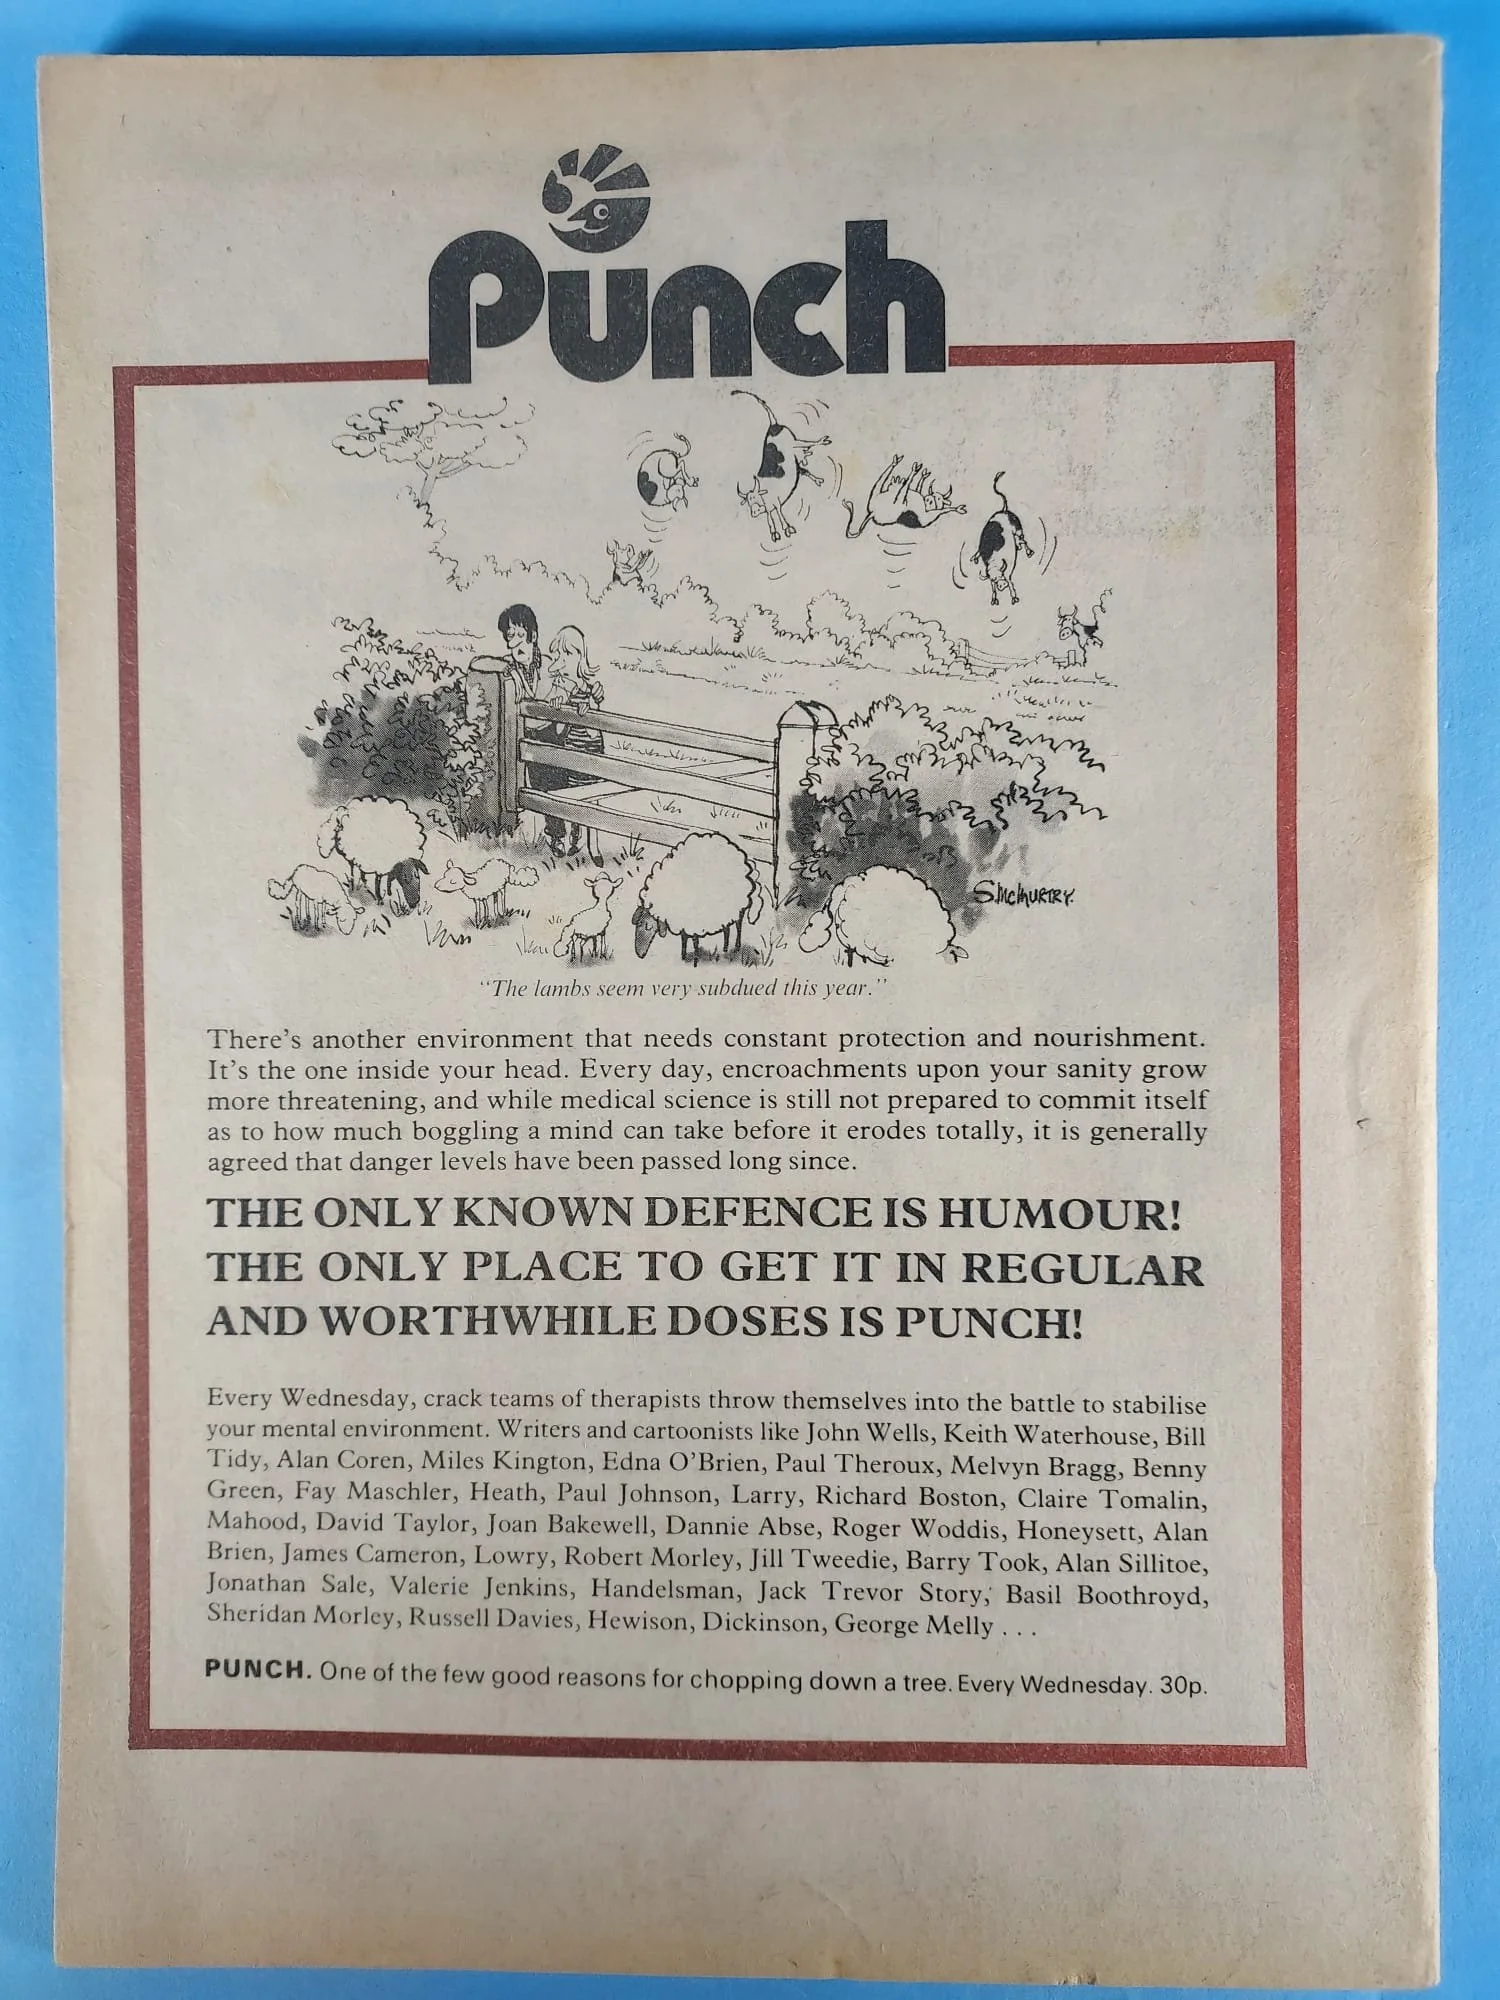 Punch
S.McMURTRY.
"The lambs seem very subdued this year."
There's another environment that needs constant protection and nourishment.
It's the one inside your head. Every day, encroachments upon your sanity grow
more threatening, and while medical science is still not prepared to commit itself
as to how much boggling a mind can take before it erodes totally, it is generally
agreed that danger levels have been passed long since.
THE ONLY KNOWN DEFENCE IS HUMOUR!
THE ONLY PLACE TO GET IT IN REGULAR
AND WORTHWHILE DOSES IS PUNCH!
Every Wednesday, crack teams of therapists throw themselves into the battle to stabilise
your mental environment. Writers and cartoonists like John Wells, Keith Waterhouse, Bill
Tidy, Alan Coren, Miles Kington, Edna O'Brien, Paul Theroux, Melvyn Bragg, Benny
Green, Fay Maschler, Heath, Paul Johnson, Larry, Richard Boston, Claire Tomalin,
Mahood, David Taylor, Joan Bakewell, Dannie Abse, Roger Woddis, Honeysett, Alan
Brien, James Cameron, Lowry, Robert Morley, Jill Tweedie, Barry Took, Alan Sillitoe,
Jonathan Sale, Valerie Jenkins, Handelsman, Jack Trevor Story, Basil Boothroyd,
Sheridan Morley, Russell Davies, Hewison, Dickinson, George Melly . . .
PUNCH. One of the few good reasons for chopping down a tree. Every Wednesday. 30p.